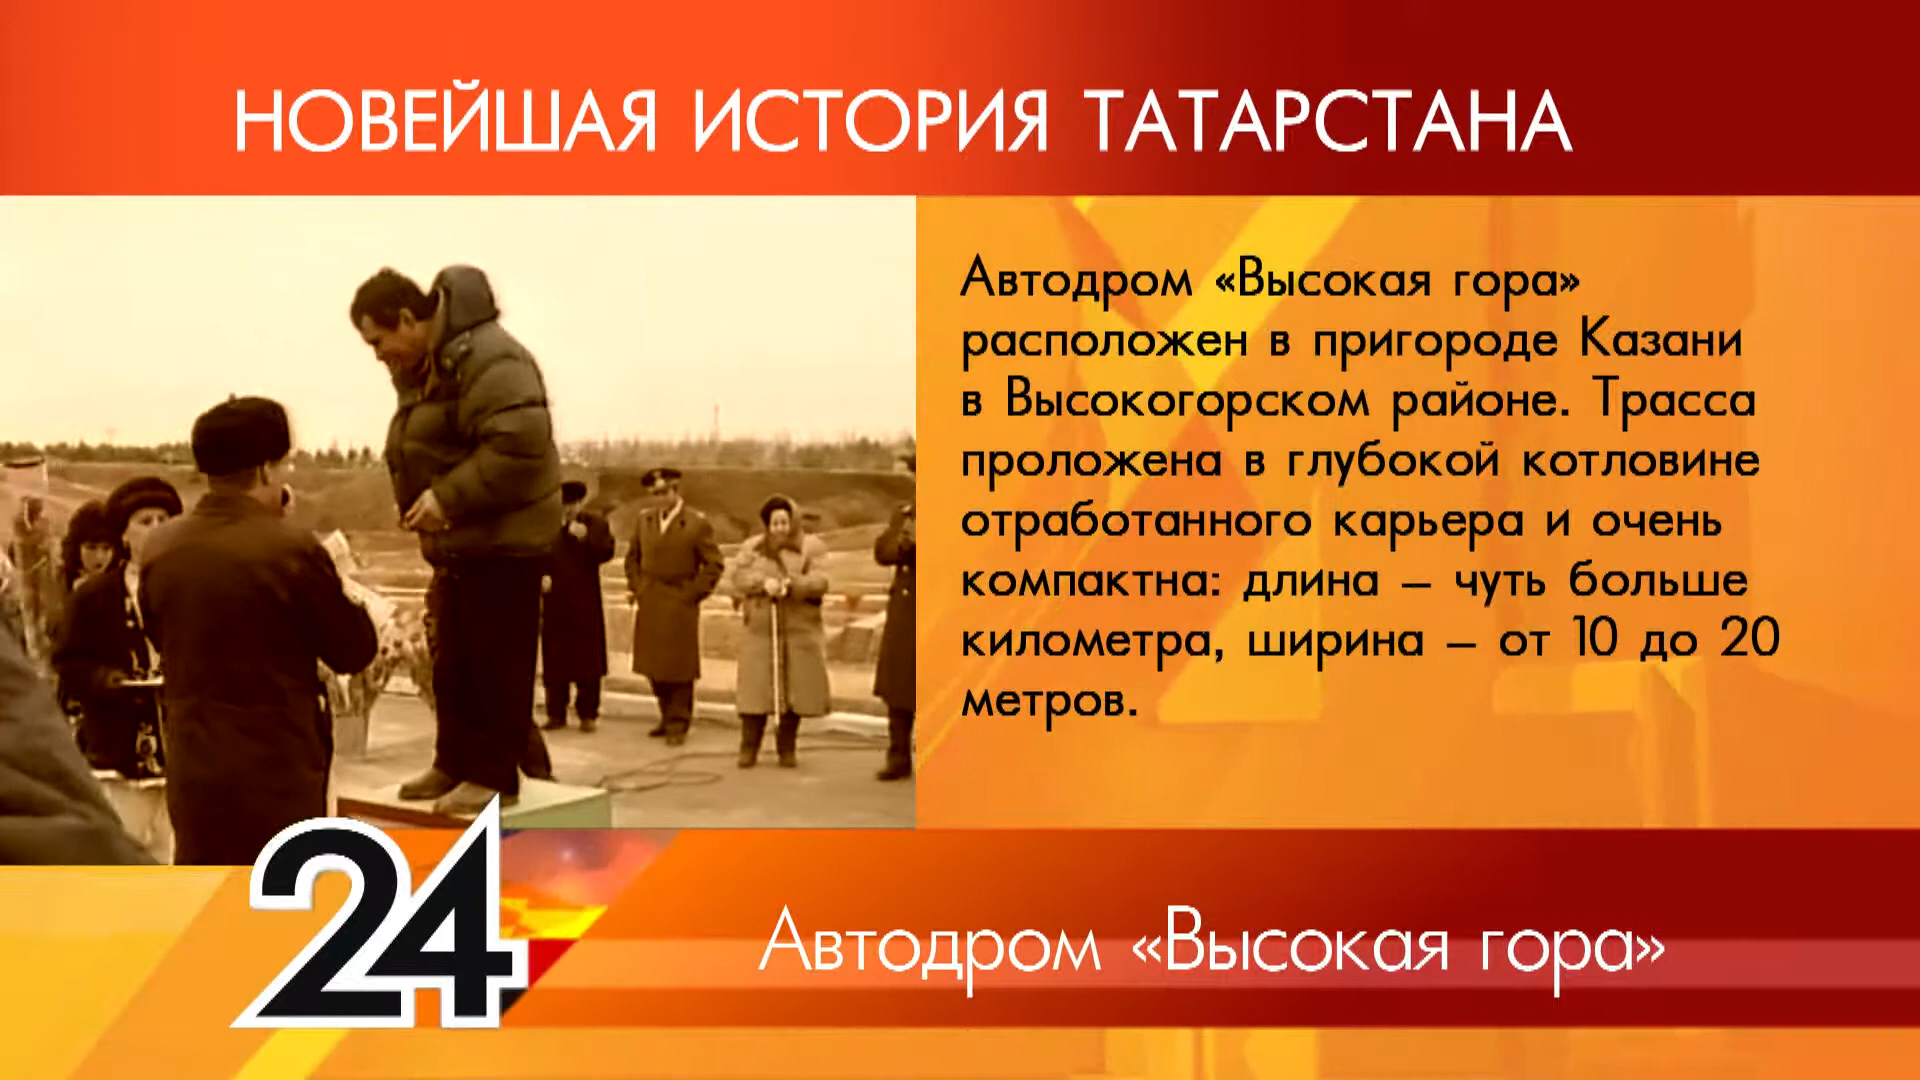 НОВЕЙШАЯ ИСТОРИЯ ТАТАРСТАНА
Автодром «Высокая гора»
расположен в пригороде Казани
в Высокогорском районе. Трасса
проложена в глубокой котловине
отработанного карьера и очень
компактна: длина – чуть больше
километра, ширина – от 10 до 20
метров.
24
Автодром «Высокая гора»